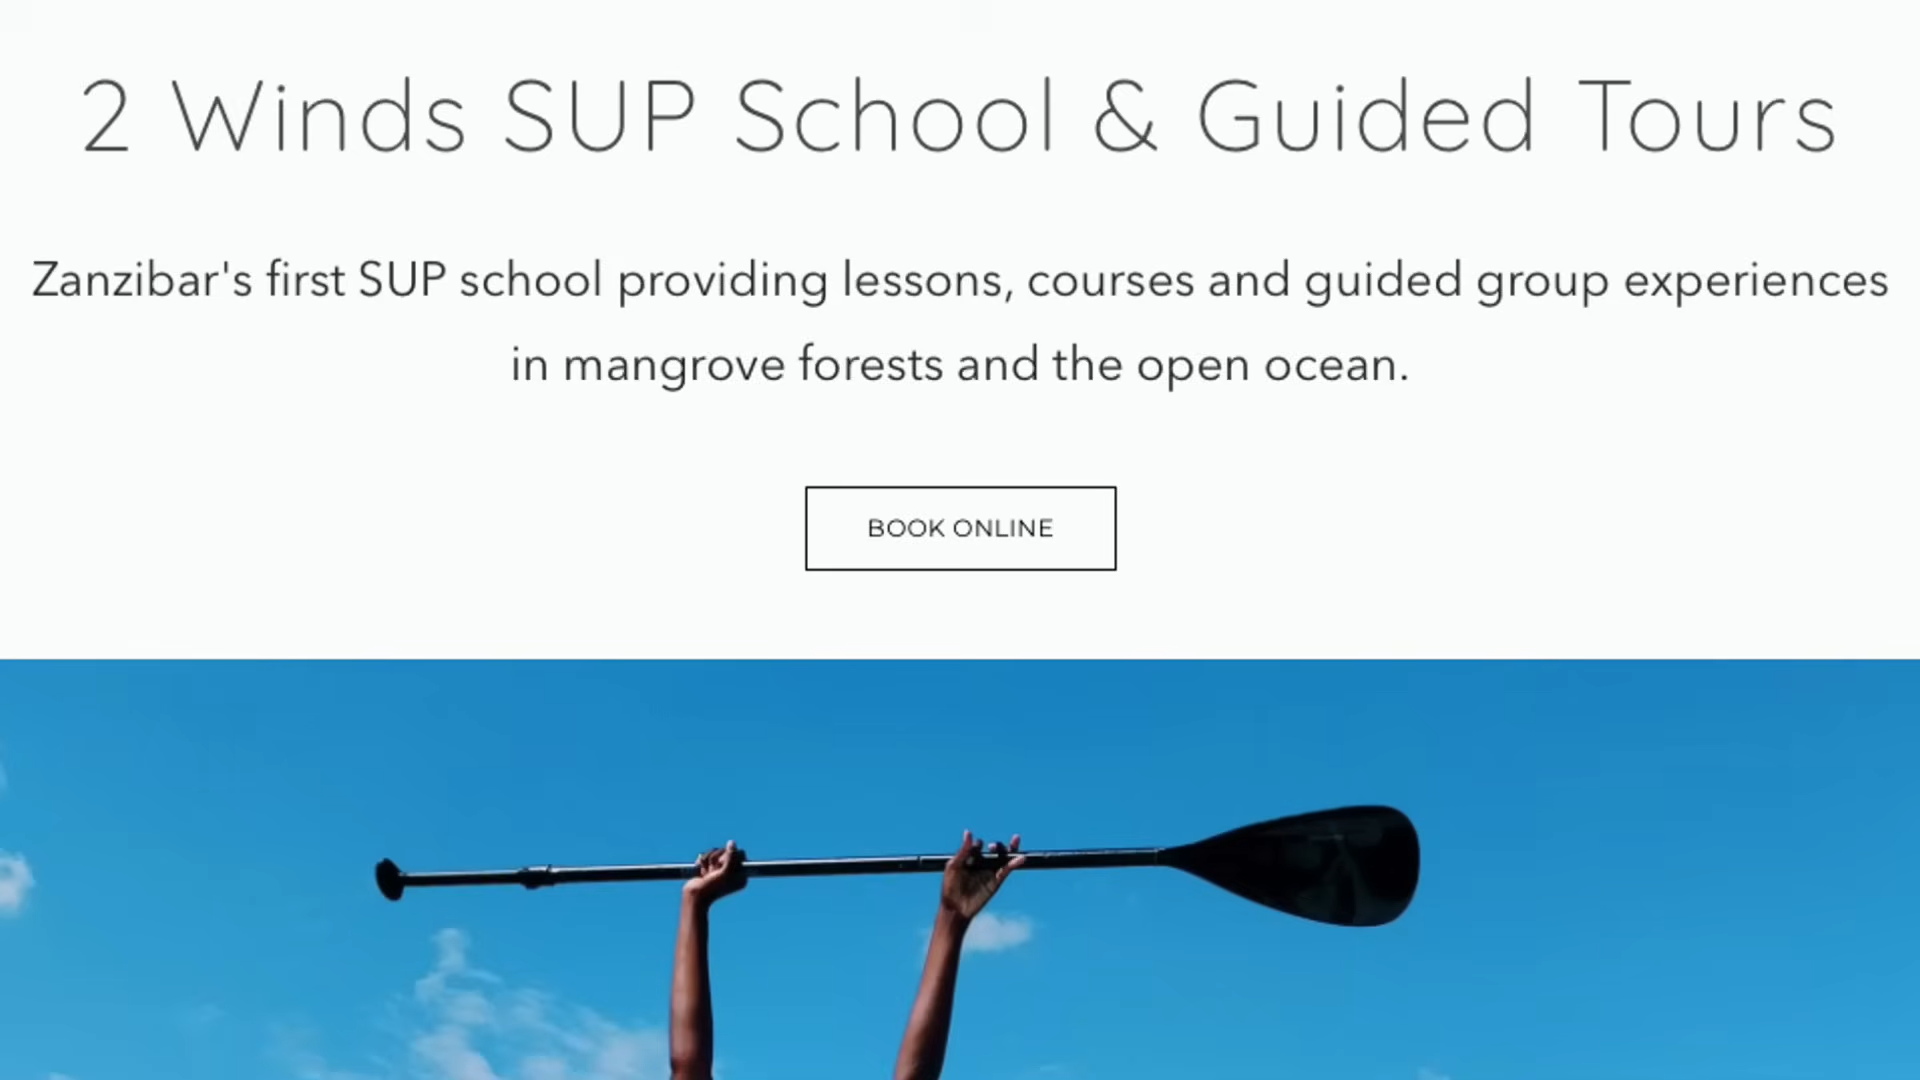 2 Winds SUP School & Guided Tours
Zanzibar's first SUP school providing lessons, courses and guided group experiences
in mangrove forests and the open ocean.
BOOK ONLINE